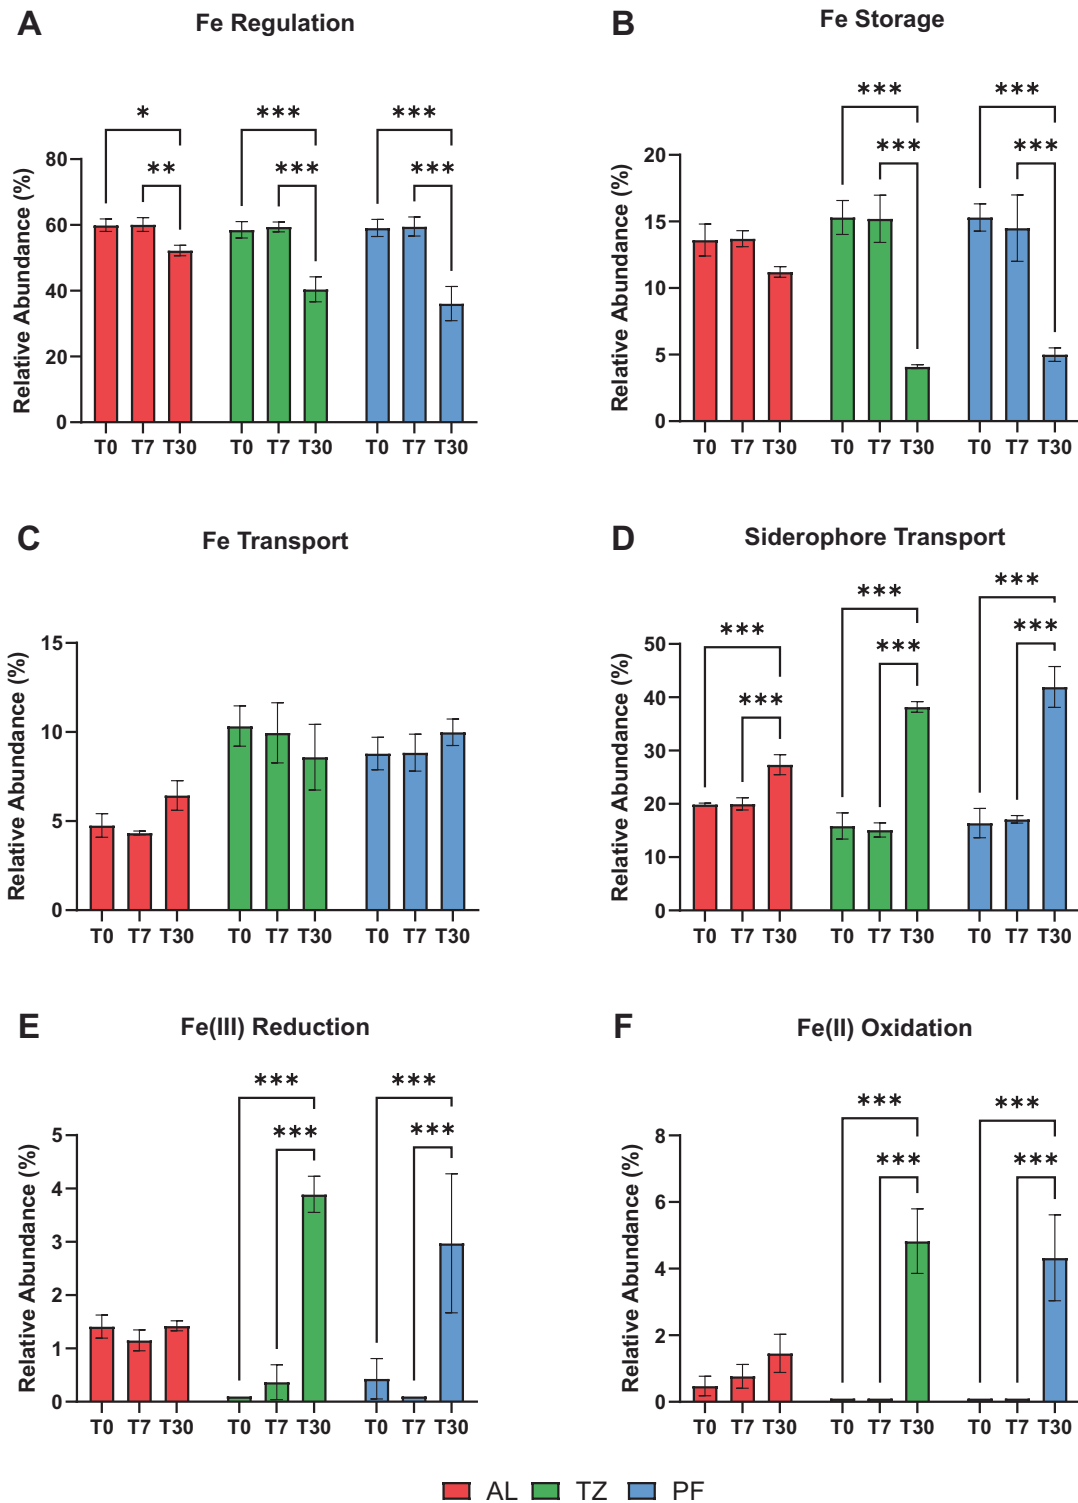 A
Fe Regulation
Relative Abundance (%)
80
60
40
20
0
*
**
***
***
***
***
T0 T7 T30 T0 T7 T30 T0 T7 T30
B
Fe Storage
Relative Abundance (%)
20
15
10
5
0
***
***
***
***
T0 T7 T30 T0 T7 T30 T0 T7 T30
C
Fe Transport
Relative Abundance (%)
15
10
5
0
T0 T7 T30 T0 T7 T30 T0 T7 T30
D
Siderophore Transport
Relative Abundance (%)
50
40
30
20
10
0
***
***
***
***
***
***
T0 T7 T30 T0 T7 T30 T0 T7 T30
E
Fe(III) Reduction
Relative Abundance (%)
5
4
3
2
1
0
***
***
***
***
T0 T7 T30 T0 T7 T30 T0 T7 T30
F
Fe(II) Oxidation
Relative Abundance (%)
8
6
4
2
0
***
***
***
***
T0 T7 T30 T0 T7 T30 T0 T7 T30
AL TZ PF